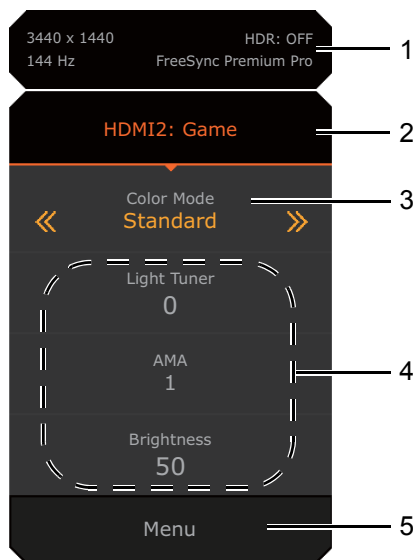 3440 x 1440 HDR: OFF
144 Hz FreeSync Premium Pro
1
HDMI2: Game
2
Color Mode
3
Standard
Light Tuner
0
AMA
4
1
Brightness
50
Menu
5